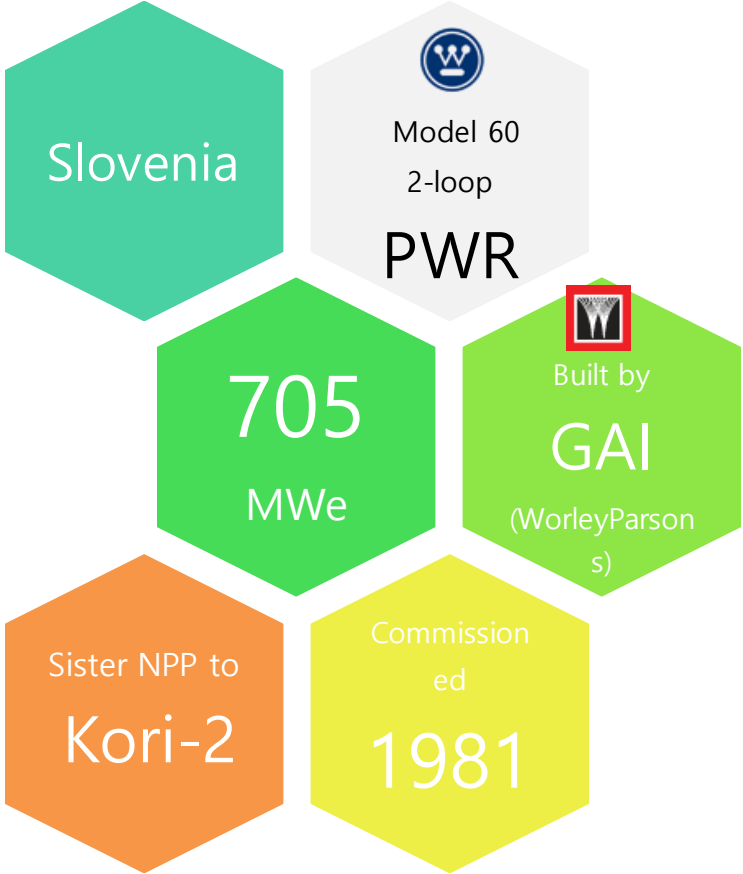 Slovenia
Model 60
2-loop
PWR
705
MWe
Built by
GAI
(WorleyParson
s)
Sister NPP to
Kori-2
Commission
ed
1981